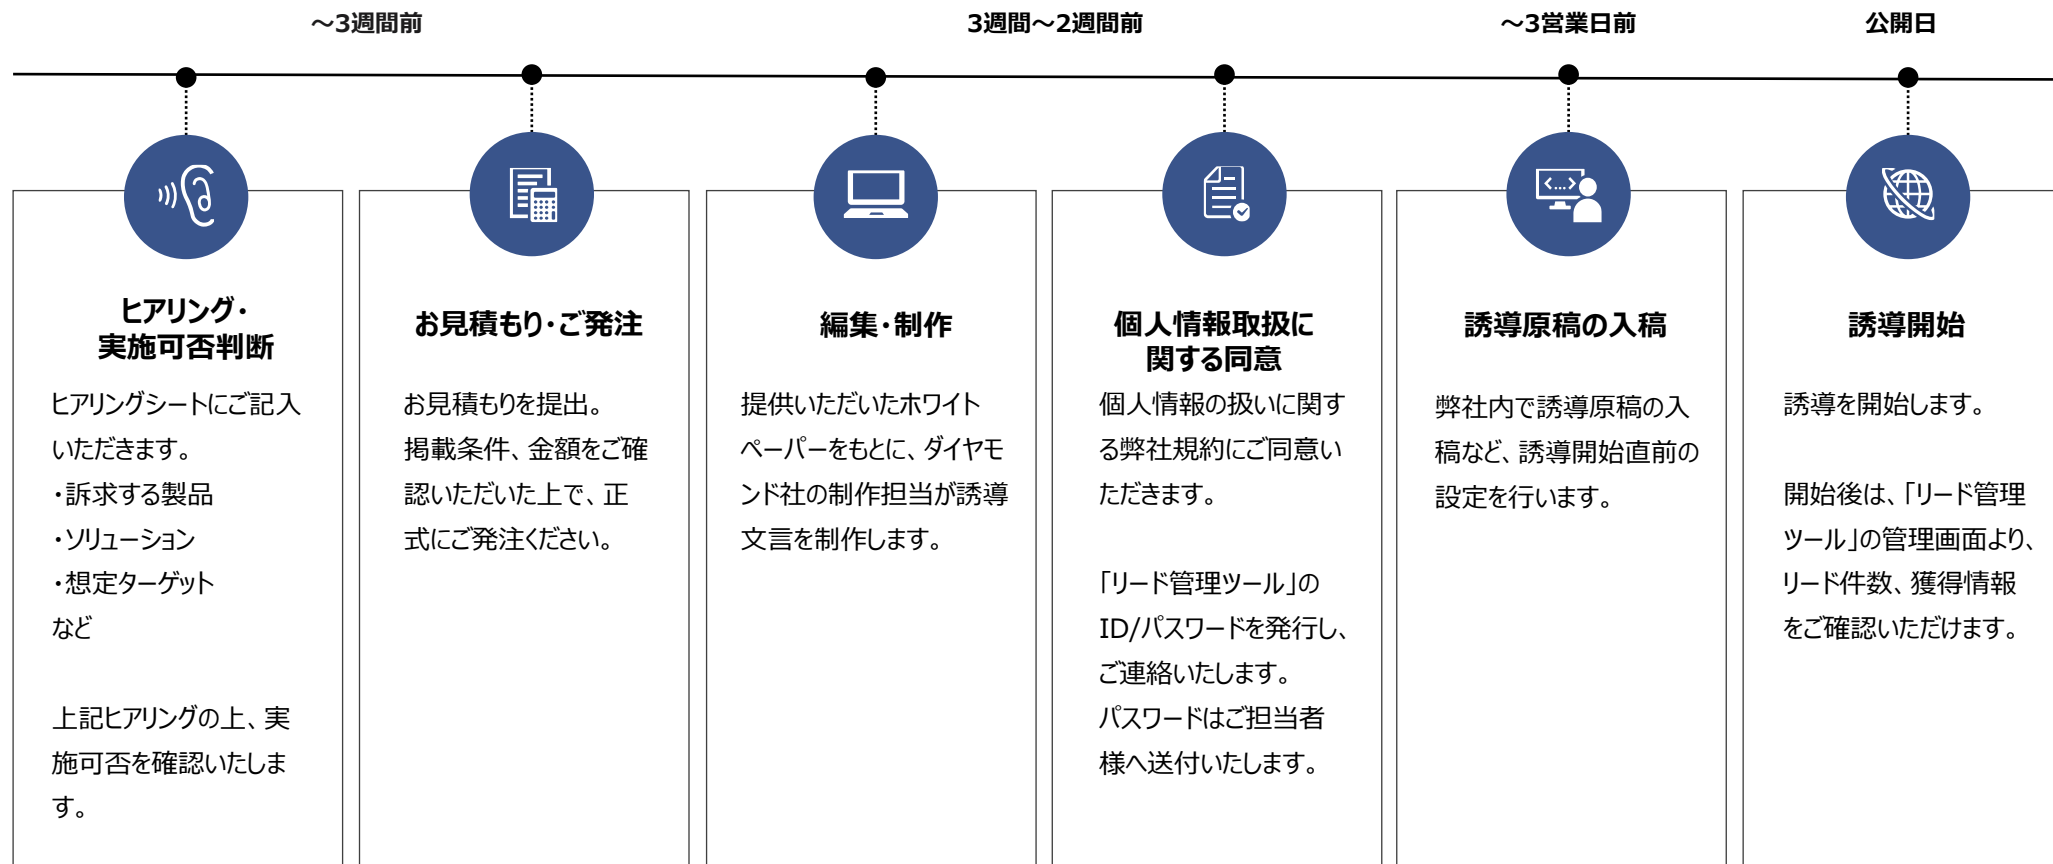 ～3週間前
3週間～2週間前
～3営業日前
公開日
ヒアリング・
実施可否判断
ヒアリングシートにご記入
いただきます。
・訴求する製品
・ソリューション
・想定ターゲット
など
上記ヒアリングの上、実
施可否を確認いたしま
す。
お見積もり・ご発注
お見積もりを提出。
掲載条件、金額をご確
認いただいた上で、正
式にご発注ください。
編集・制作
提供いただいたホワイト
ペーパーをもとに、ダイヤモ
ンド社の制作担当が誘導
文言を制作します。
個人情報取扱に
関する同意
個人情報の扱いに関す
る弊社規約にご同意い
ただきます。
「リード管理ツール」の
ID/パスワードを発行し、
ご連絡いたします。
パスワードはご担当者
様へ送付いたします。
誘導原稿の入稿
弊社内で誘導原稿の入
稿など、誘導開始直前の
設定を行います。
誘導開始
誘導を開始します。
開始後は、「リード管理
ツール」の管理画面より、
リード件数、獲得情報
をご確認いただけます。